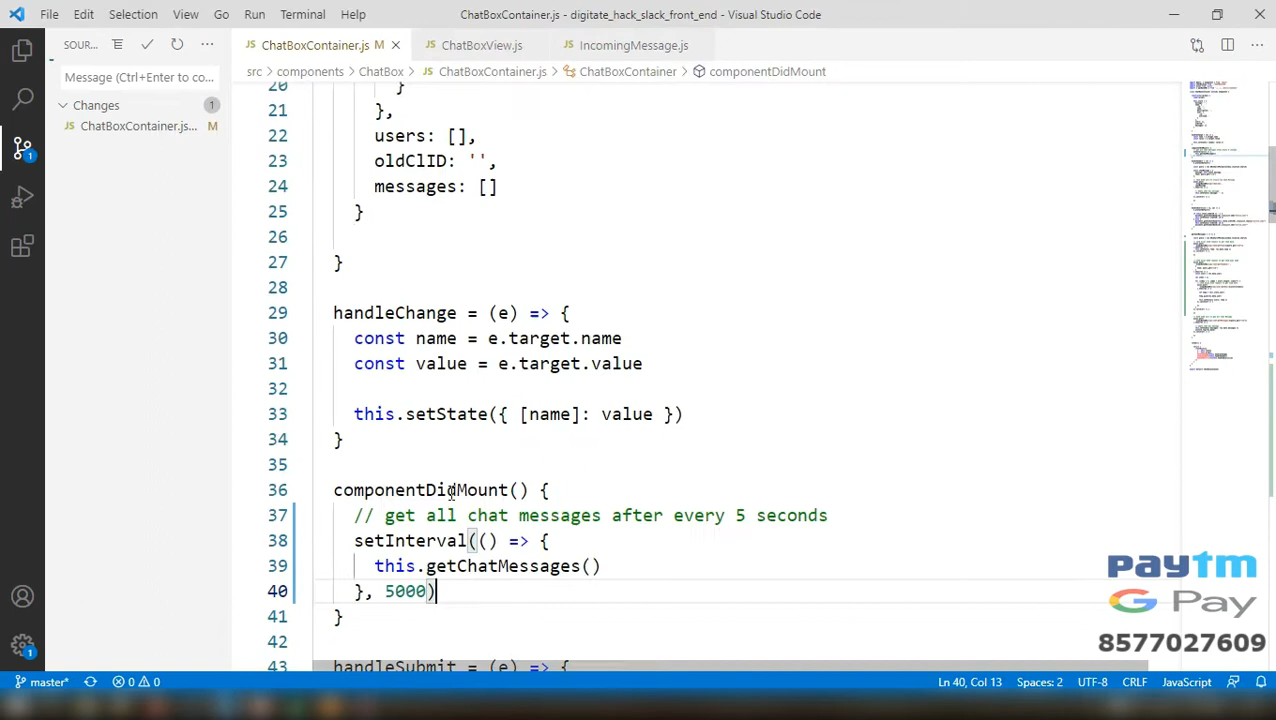 File Edit Selection View Go Run Terminal Help
ChatBoxContainer.js - digitate_hack_slack_front_end - Visual Studio Code
SOUR...
ChatBoxContainer.js M
ChatBoxView.js
IncomingMessage.js
src > components > ChatBox > ChatBoxContainer.js > ChatBoxContainer > componentDidMount
Message (Ctrl+Enter to co...
Changes 1
ChatBoxContainer.js... M
20 }
21 },
22 users: [],
23 oldClID: '',
24 messages: []
25 }
26
27 }
28
29 handleChange = (e) => {
30 const name = e.target.name
31 const value = e.target.value
32
33 this.setState({ [name]: value })
34 }
35
36 componentDidMount() {
37 // get all chat messages after every 5 seconds
38 setInterval(() => {
39 this.getChatMessages()
40 }, 5000)
41 }
42
43 handleSubmit = (e) => {
1
1
paytm
G Pay
8577027609
master* 0 0
Ln 40, Col 13 Spaces: 2 UTF-8 CRLF JavaScript